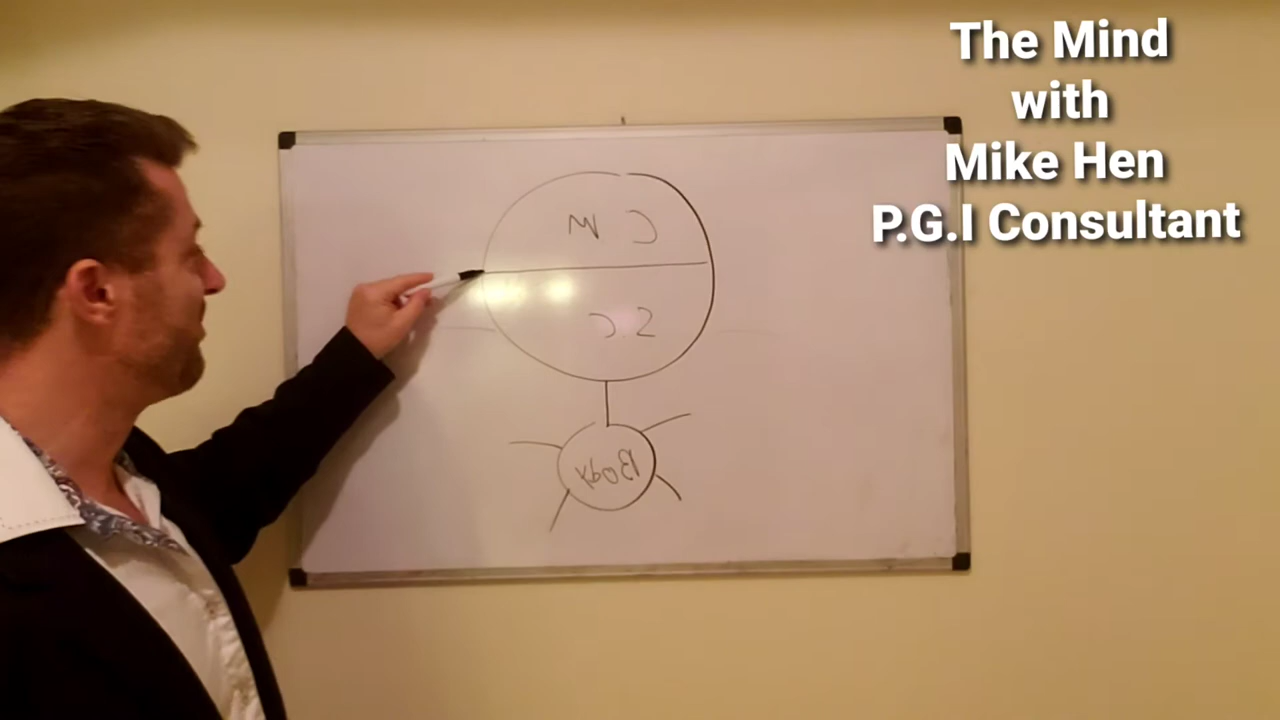 The Mind
with
Mike Hen
P.G.I Consultant
C M
S.C
Body